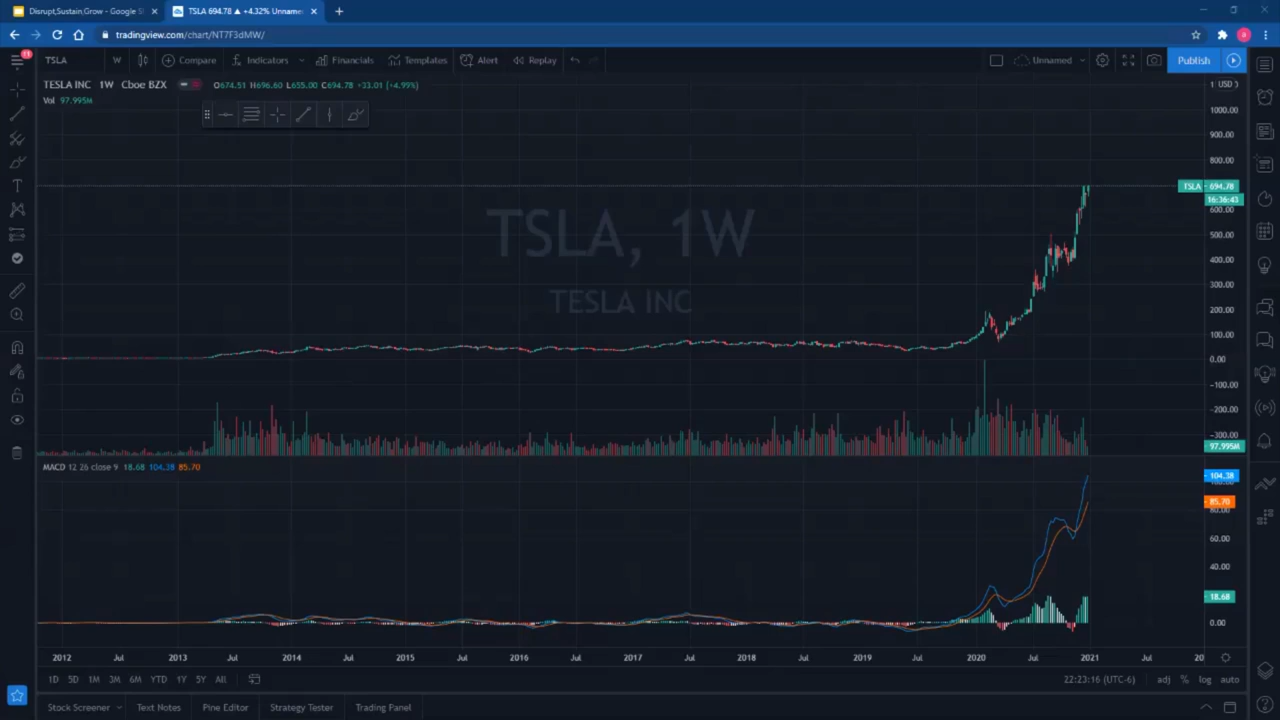 Disrupt,Sustain,Grow - Google Sl
TSLA 694.78 ▲ +4.32% Unname
tradingview.com/chart/NT7F3dMW/
11
TSLA W Compare Indicators Financials Templates Alert Replay Unnamed Publish
TESLA INC 1W Cboe BZX O674.51 H696.60 L655.00 C694.78 +33.01 (+4.99%)
Vol 97.995M
USD
1000.00
900.00
800.00
TSLA 694.78
16:36:43
600.00
500.00
400.00
300.00
200.00
100.00
0.00
-100.00
-200.00
-300.00
97.995M
TSLA, 1W
TESLA INC
MACD 12 26 close 9 18.68 104.38 85.70
104.38
100.00
85.70
80.00
60.00
40.00
18.68
0.00
2012 Jul 2013 Jul 2014 Jul 2015 Jul 2016 Jul 2017 Jul 2018 Jul 2019 Jul 2020 Jul 2021 Jul 20
1D 5D 1M 3M 6M YTD 1Y 5Y All 22:23:16 (UTC-6) adj % log auto
Stock Screener Text Notes Pine Editor Strategy Tester Trading Panel